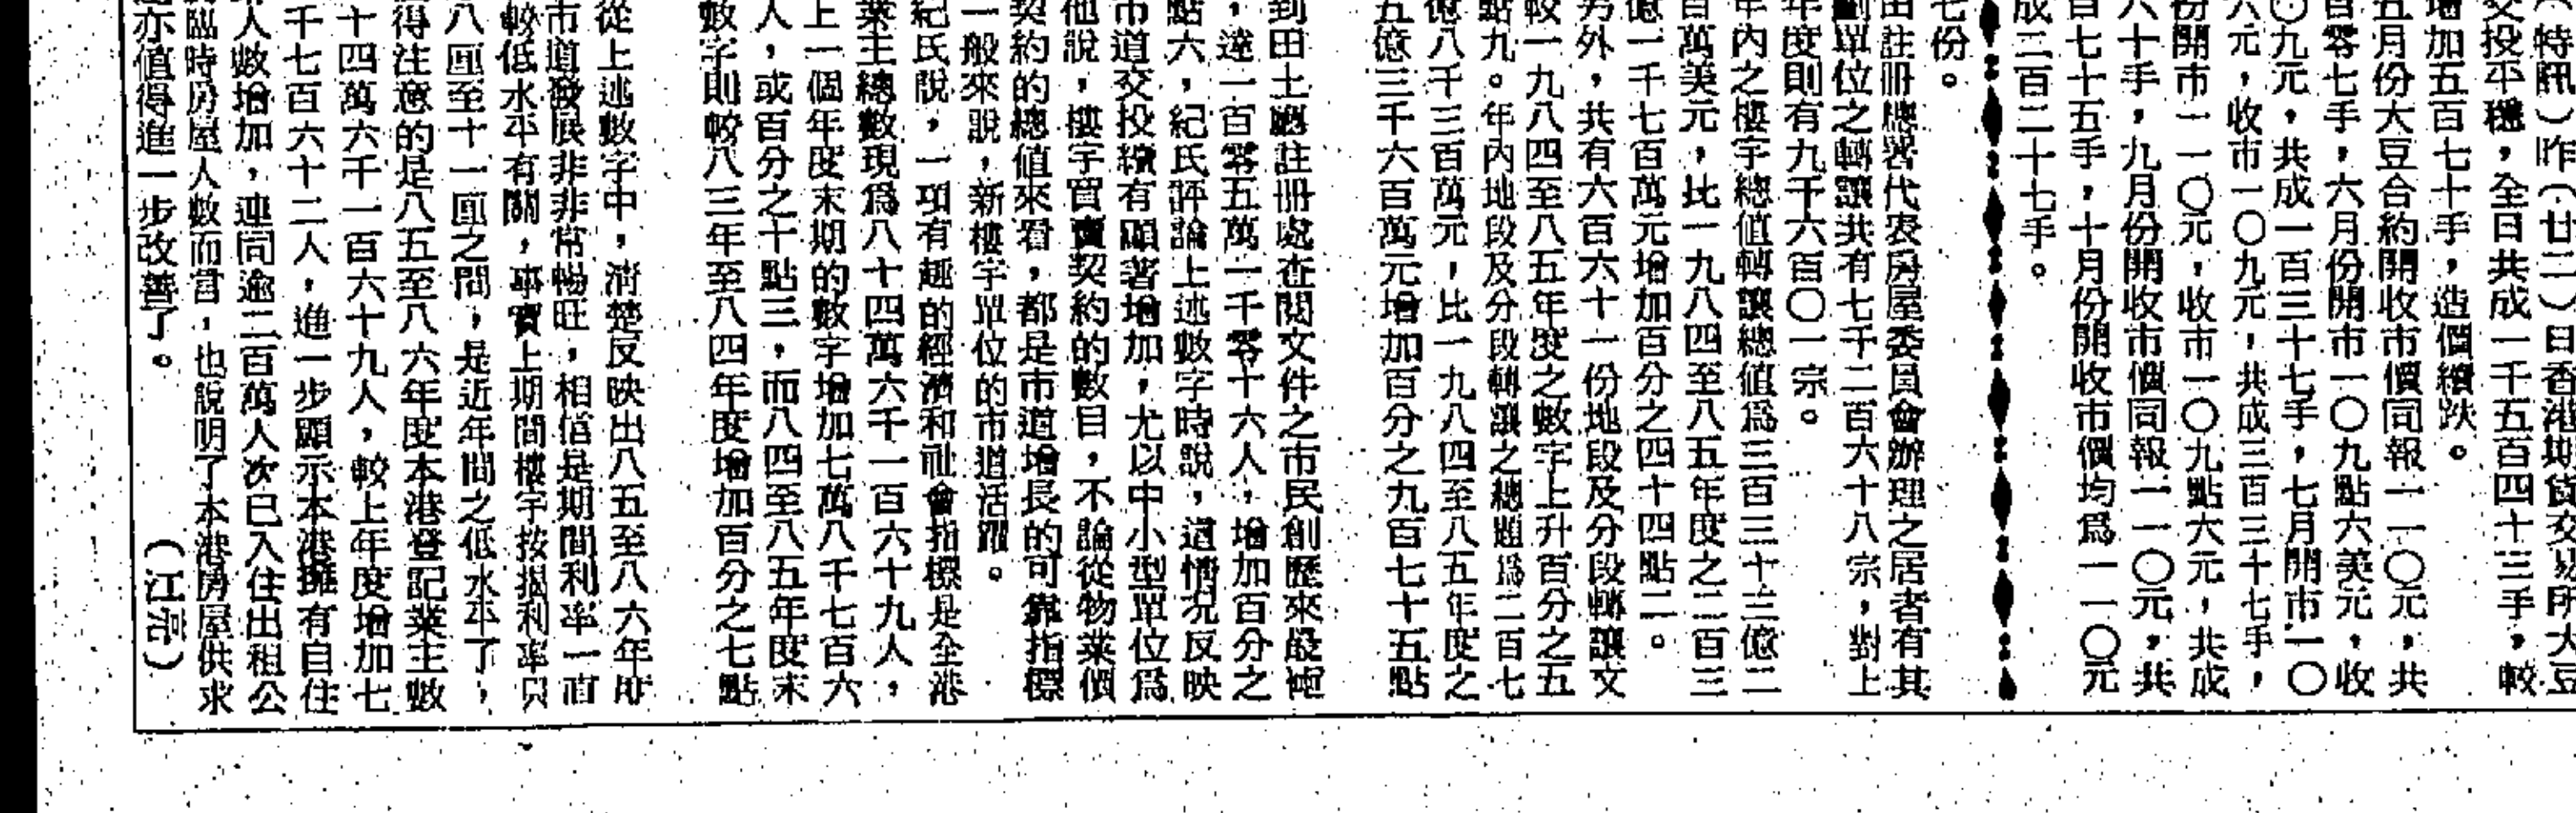 （特訊）昨（廿二）日香港期貨交易所大豆
交投平穩，全日共成一千五百四十三手，較
增加五百七十手，造價續跌。
五月份大豆合約開收市價同報一一〇元，共
百零七手，六月份開市一〇九點六美元，收
〇九元，共成一百三十七手，七月開市一〇
六元，收市一〇九元，共成三百三十七手，
份開市一一〇元，收市一〇九點六元，共成
六十手，九月份開收市價同報一一〇元，共
百七十五手，十月份開收市價均爲一一〇元
成二百二十七手。
七份。
田註冊總署代表房屋委員會辦理之居者有其
劃單位之轉讓共有七千二百六十八宗，對上
年度則有九千六百〇一宗。
年內之樓宇總值轉讓總值爲三百三十三億二
百萬美元，比一九八四至八五年度之二百三
億一千七百萬元增加百分之四十四點二。
另外，共有六百六十一份地段及分段轉讓文
較一九八四至八五年度之數字上升百分之五
點九。年內地段及分段轉讓之總題爲二百七
億八千三百萬元，比一九八四至八五年度之
五億三千六百萬元增加百分之九百七十五點
到田土廳註冊處查閱文件之市民創歷來最
，達一百零五萬一千零十六人，增加百分之
點六，紀氏評論上述數字時說，這情況反映
市道交投續有顯著增加，尤以中小型單位爲
他說，樓宇買賣契約的數目，不論從物業價
契約的總值來看，都是市道增長的可靠指標
一般來說，新樓宇單位的市道活躍。
紀氏說，一項有趣的經濟和社會指標是全港
業主總數現爲八十四萬六千一百六十九人，
上一個年度末期的數字增加七萬八千七百六
人，或百分之十點三，而八四至八五年度末
數字則較八三年至八四年度增加百分之七點
從上述數字中，清楚反映出八五至八六年度
市道發展非非常暢旺，相信是期間利率一直
較低水平有關，事實上期間樓宇按揭利率只
八厘至十一厘之間，是近年間之低水平了，
得注意的是八五至八六年度本港登記業主數
十四萬六千一百六十九人，較上年度增加七
千七百六十二人，進一步顯示本港擁有自住
人數增加，連同逾二百萬人次已入住出租公
臨時房屋人數而言，也說明了本港房屋供求
亦值得進一步改善了。（江